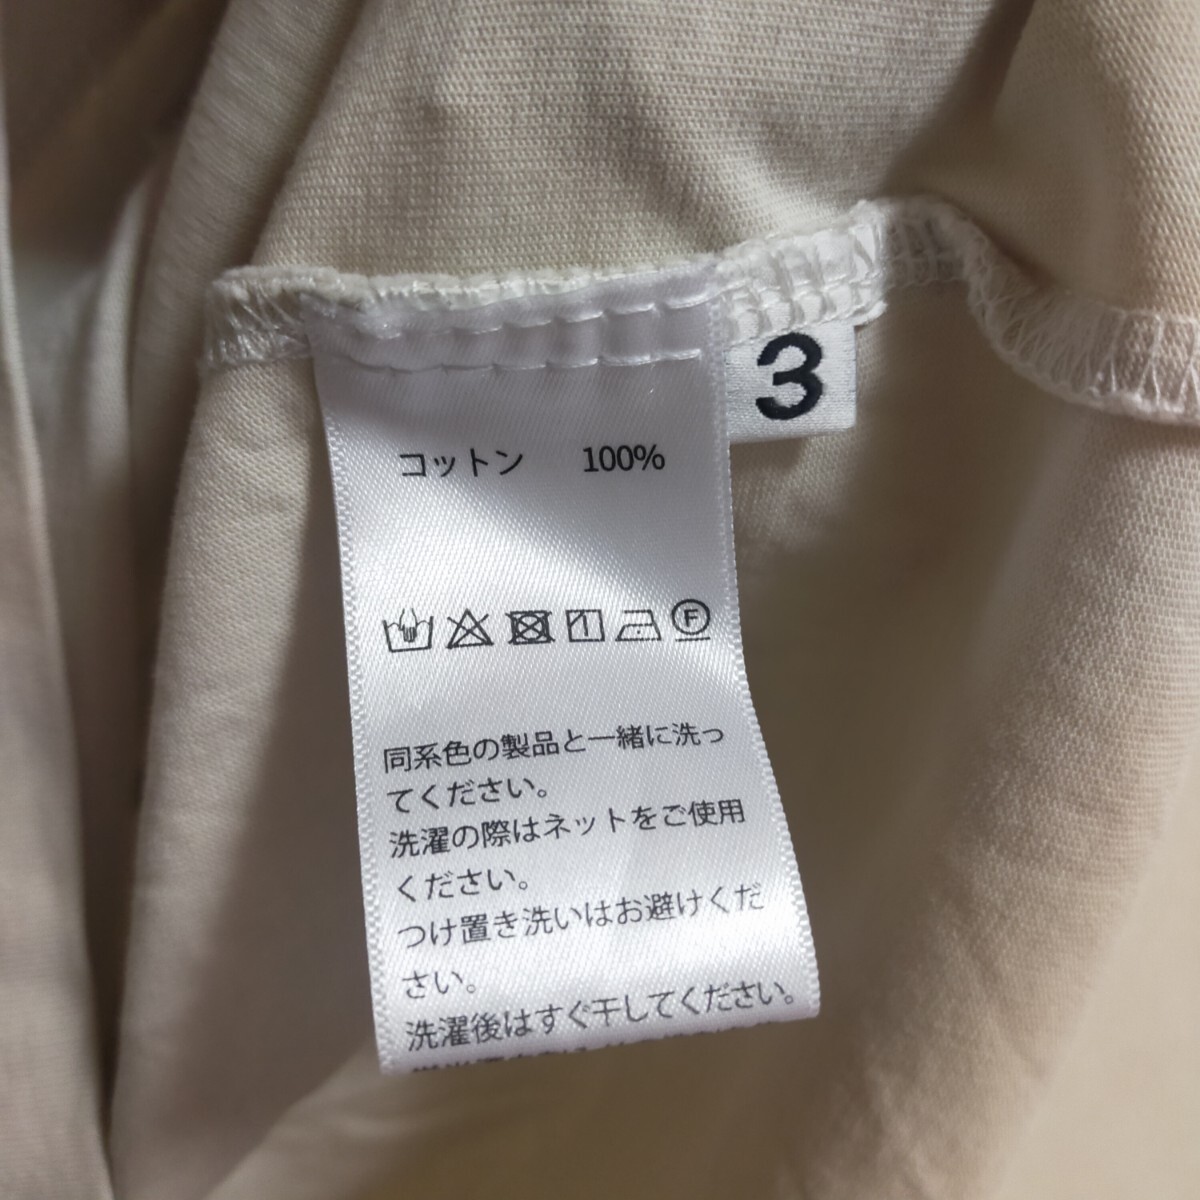 3
コットン 100%
F
同系色の製品と一緒に洗っ
てください。
洗濯の際はネットをご使用
ください。
つけ置き洗いはお避けくだ
さい。
洗濯後はすぐ干してください。